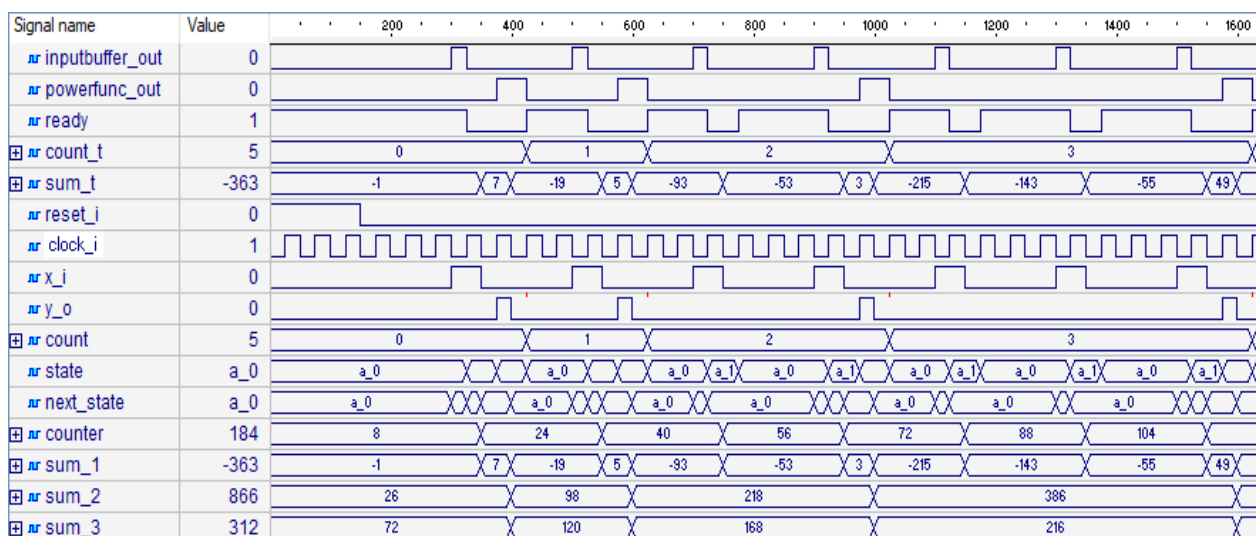 Signal name Value 200 400 600 800 1000 1200 1400 1600
inputbuffer_out 0
powerfunc_out 0
ready 1
count_t 5 0 1 2 3
sum_t -363 -1 7 -19 5 -93 -53 3 -215 -143 -55 49
reset_i 0
clock_i 1
x_i 0
y_o 0
count 5 0 1 2 3
state a_0 a_0 a_0 a_0 a_1 a_0 a_1 a_0 a_1 a_0 a_1 a_0 a_1
next_state a_0 a_0 a_0 a_0 a_0 a_0 a_0 a_0
counter 184 8 24 40 56 72 88 104
sum_1 -363 -1 7 -19 5 -93 -53 3 -215 -143 -55 49
sum_2 866 26 98 218 386
sum_3 312 72 120 168 216